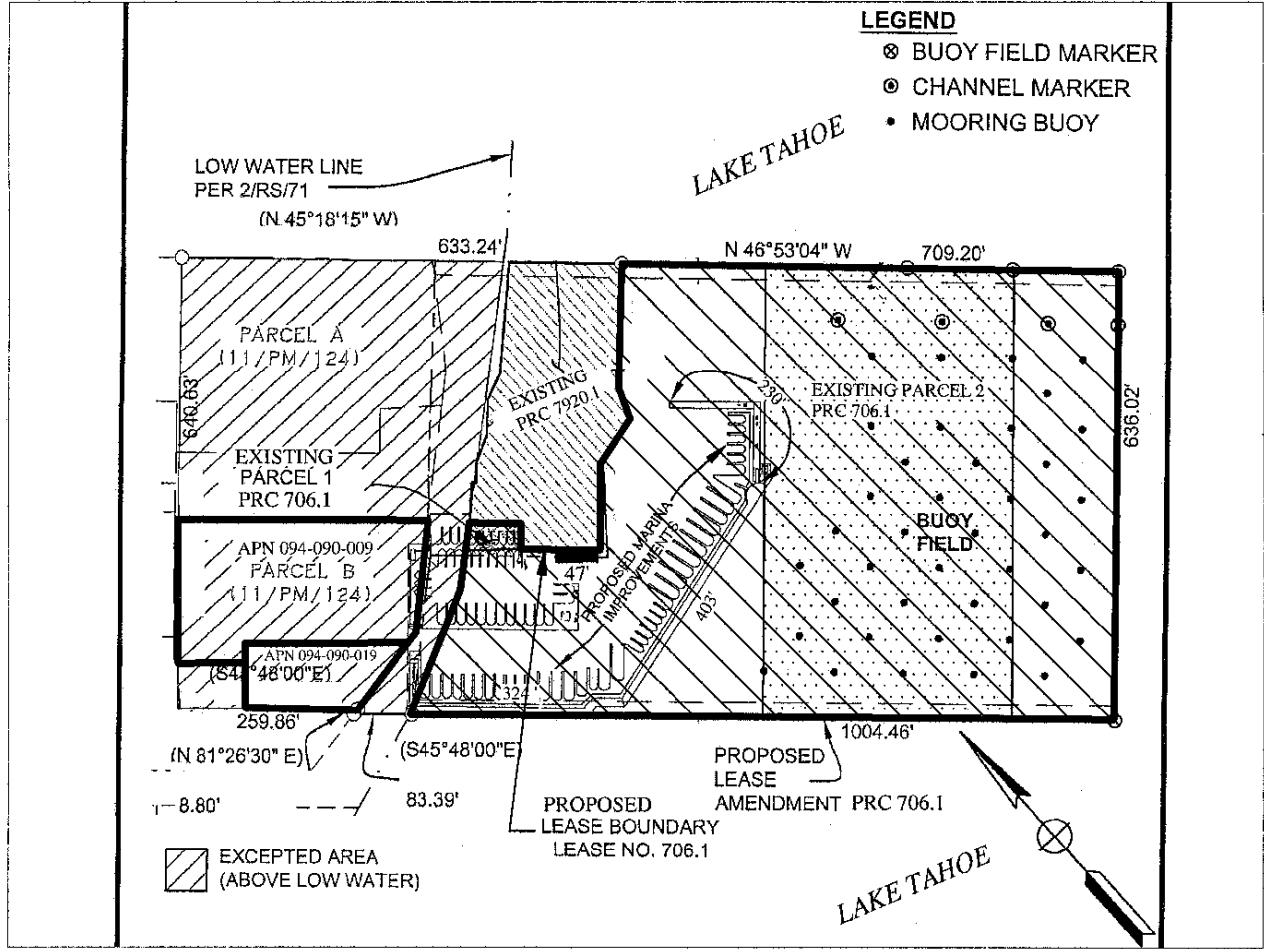 LEGEND
BUOY FIELD MARKER
CHANNEL MARKER
MOORING BUOY
LAKE TAHOE
LOW WATER LINE
PER 2/RS/71
(N 45°18'15" W)
633.24'
N 46°53'04" W
709.20'
PARCEL A
(11/PM/124)
640.63'
EXISTING
PRC 7920.1
230'
EXISTING PARCEL 2
PRC 706.1
636.02'
EXISTING
PARCEL 1
PRC 706.1
PROPOSED MARINA
IMPROVEMENTS
BUOY
FIELD
APN 094-090-009
PARCEL B
(11/PM/124)
47'
403'
APN 094-090-019
324'
259.86'
(N 81°26'30" E)
(S45°48'00"E)
1004.46'
8.80'
83.39'
PROPOSED
LEASE
AMENDMENT PRC 706.1
PROPOSED
LEASE BOUNDARY
LEASE NO. 706.1
EXCEPTED AREA
(ABOVE LOW WATER)
LAKE TAHOE